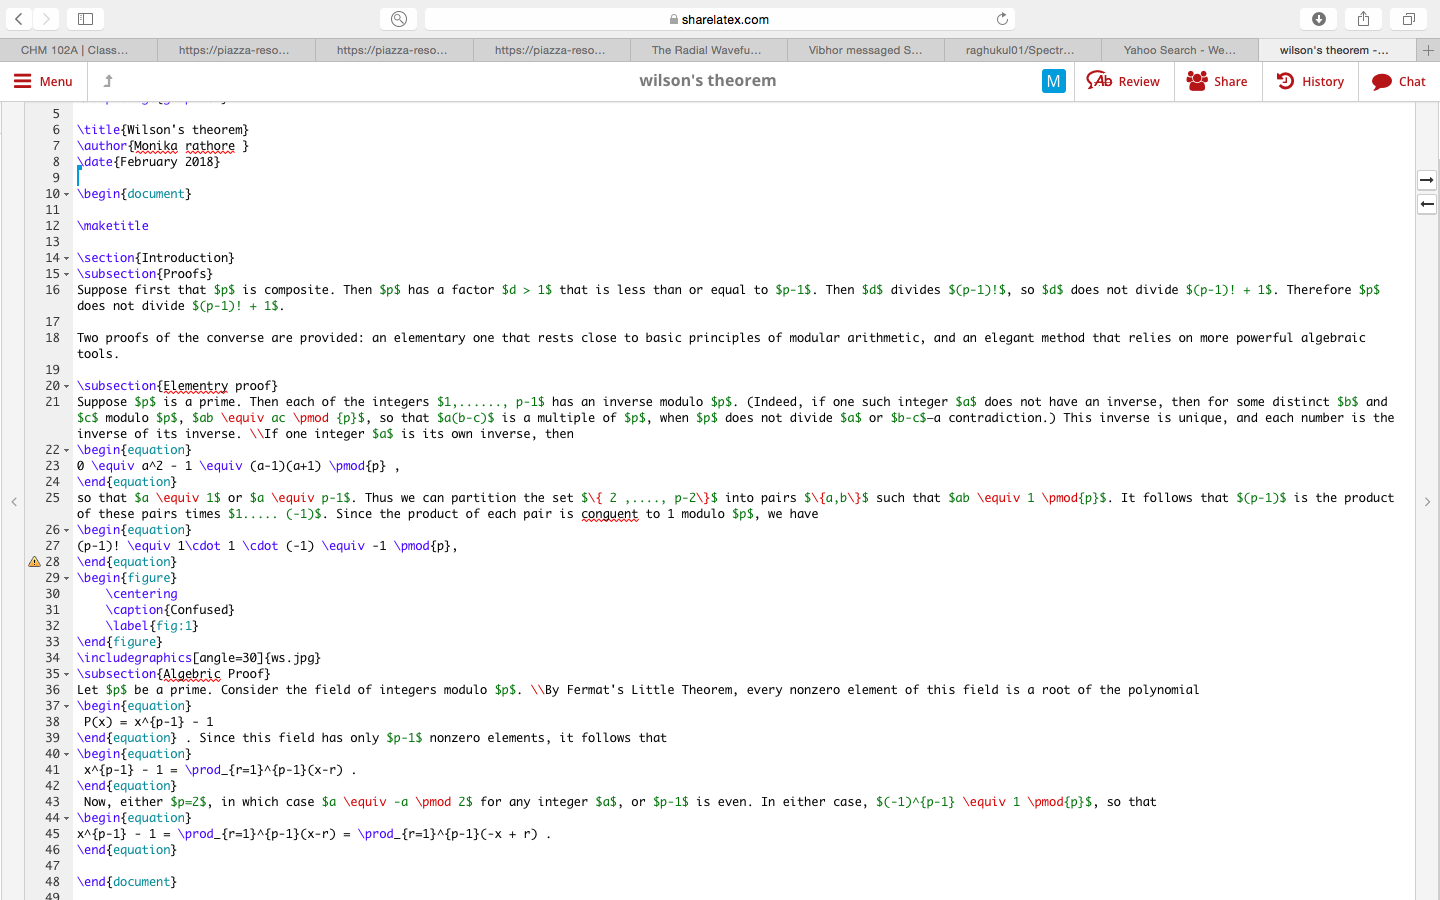 sharelatex.com
CHM 102A | Class...
https://piazza-reso...
https://piazza-reso...
https://piazza-reso...
The Radial Wavefu...
Vibhor messaged S...
raghukul01/Spectr...
Yahoo Search - We...
wilson's theorem -...
Menu
wilson's theorem
M
Review
Share
History
Chat
5
6 \title{Wilson's theorem}
7 \author{Monika rathore }
8 \date{February 2018}
9
10 \begin{document}
11
12 \maketitle
13
14 \section{Introduction}
15 \subsection{Proofs}
16 Suppose first that $p$ is composite. Then $p$ has a factor $d > 1$ that is less than or equal to $p-1$. Then $d$ divides $(p-1)!$, so $d$ does not divide $(p-1)! + 1$. Therefore $p$
does not divide $(p-1)! + 1$.
17
18 Two proofs of the converse are provided: an elementary one that rests close to basic principles of modular arithmetic, and an elegant method that relies on more powerful algebraic
tools.
19
20 \subsection{Elementry proof}
21 Suppose $p$ is a prime. Then each of the integers $1,......, p-1$ has an inverse modulo $p$. (Indeed, if one such integer $a$ does not have an inverse, then for some distinct $b$ and
$c$ modulo $p$, $ab \equiv ac \pmod {p}$, so that $a(b-c)$ is a multiple of $p$, when $p$ does not divide $a$ or $b-c$—a contradiction.) This inverse is unique, and each number is the
inverse of its inverse. \\If one integer $a$ is its own inverse, then
22 \begin{equation}
23 0 \equiv a^2 - 1 \equiv (a-1)(a+1) \pmod{p} ,
24 \end{equation}
25 so that $a \equiv 1$ or $a \equiv p-1$. Thus we can partition the set $\{ 2 ,...., p-2\}$ into pairs $\{a,b\}$ such that $ab \equiv 1 \pmod{p}$. It follows that $(p-1)$ is the product
of these pairs times $1..... (-1)$. Since the product of each pair is conguent to 1 modulo $p$, we have
26 \begin{equation}
27 (p-1)! \equiv 1\cdot 1 \cdot (-1) \equiv -1 \pmod{p},
28 \end{equation}
29 \begin{figure}
30 \centering
31 \caption{Confused}
32 \label{fig:1}
33 \end{figure}
34 \includegraphics[angle=30]{ws.jpg}
35 \subsection{Algebric Proof}
36 Let $p$ be a prime. Consider the field of integers modulo $p$. \\By Fermat's Little Theorem, every nonzero element of this field is a root of the polynomial
37 \begin{equation}
38 P(x) = x^{p-1} - 1
39 \end{equation} . Since this field has only $p-1$ nonzero elements, it follows that
40 \begin{equation}
41 x^{p-1} - 1 = \prod_{r=1}^{p-1}(x-r) .
42 \end{equation}
43 Now, either $p=2$, in which case $a \equiv -a \pmod 2$ for any integer $a$, or $p-1$ is even. In either case, $(-1)^{p-1} \equiv 1 \pmod{p}$, so that
44 \begin{equation}
45 x^{p-1} - 1 = \prod_{r=1}^{p-1}(x-r) = \prod_{r=1}^{p-1}(-x + r) .
46 \end{equation}
47
48 \end{document}
49